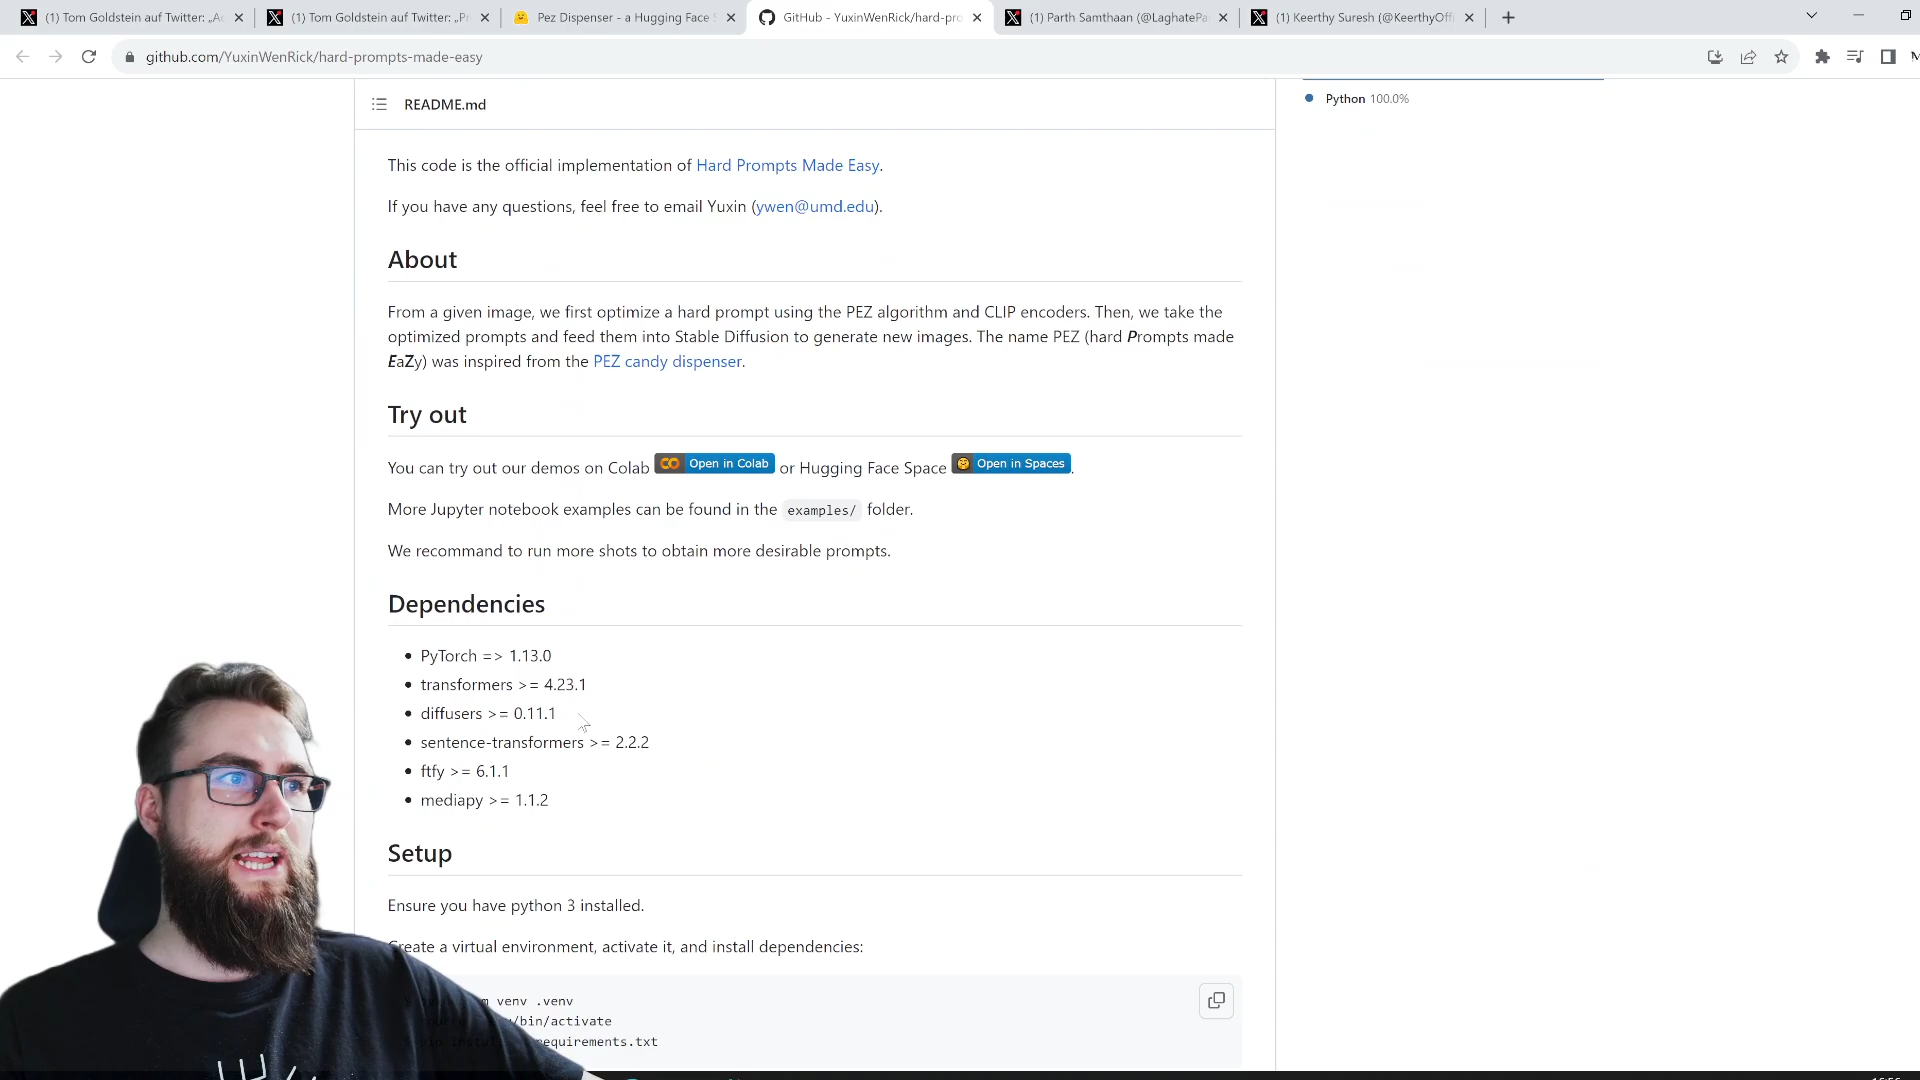 (1) Tom Goldstein auf Twitter: „Ac
(1) Tom Goldstein auf Twitter: „Pr
Pez Dispenser - a Hugging Face S
GitHub - YuxinWenRick/hard-pro
(1) Parth Samthaan (@LaghatePa
(1) Keerthy Suresh (@KeerthyOffi
github.com/YuxinWenRick/hard-prompts-made-easy
README.md
Python 100.0%
This code is the official implementation of Hard Prompts Made Easy.
If you have any questions, feel free to email Yuxin (ywen@umd.edu).
About
From a given image, we first optimize a hard prompt using the PEZ algorithm and CLIP encoders. Then, we take the
optimized prompts and feed them into Stable Diffusion to generate new images. The name PEZ (hard Prompts made
EaZy) was inspired from the PEZ candy dispenser.
Try out
You can try out our demos on Colab Open in Colab or Hugging Face Space Open in Spaces.
More Jupyter notebook examples can be found in the examples/ folder.
We recommand to run more shots to obtain more desirable prompts.
Dependencies
PyTorch => 1.13.0
transformers >= 4.23.1
diffusers >= 0.11.1
sentence-transformers >= 2.2.2
ftfy >= 6.1.1
mediapy >= 1.1.2
Setup
Ensure you have python 3 installed.
Create a virtual environment, activate it, and install dependencies:
venv .venv
/bin/activate
requirements.txt